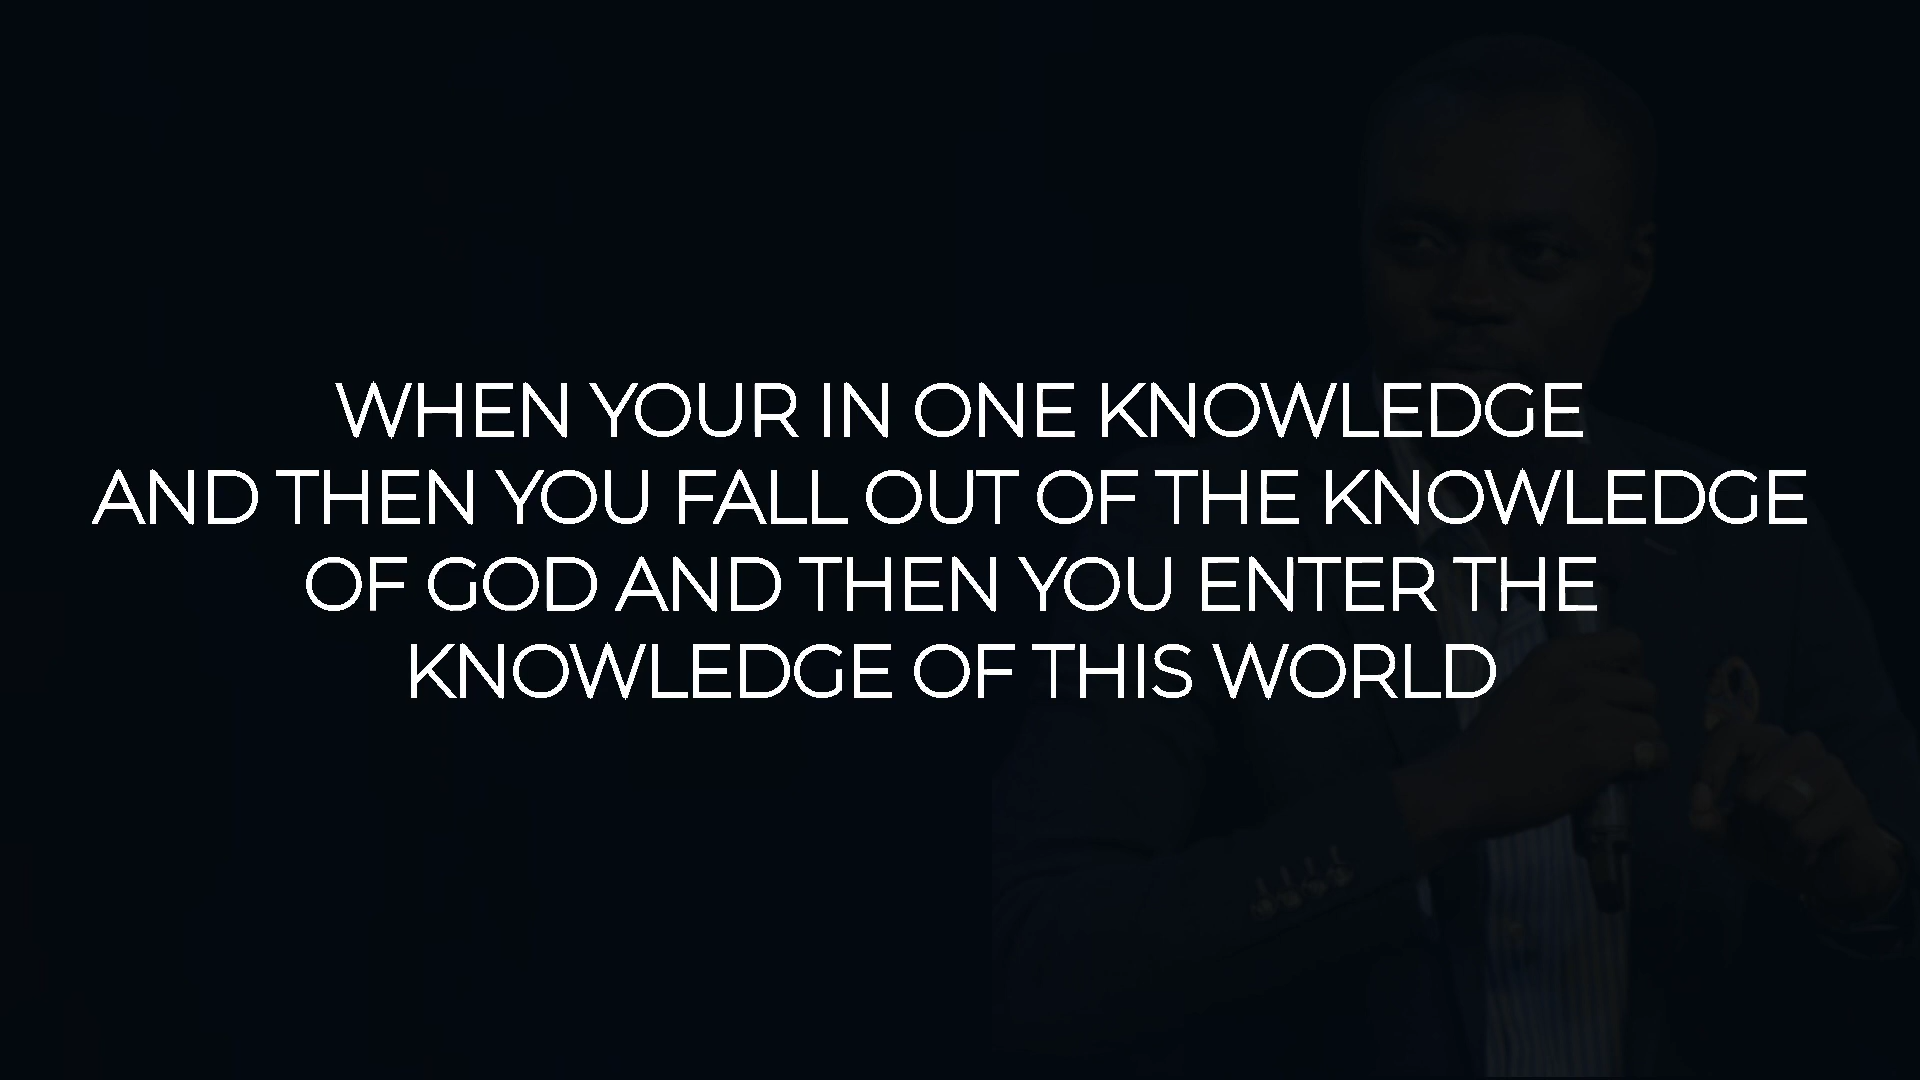 WHEN YOUR IN ONE KNOWLEDGE
AND THEN YOU FALL OUT OF THE KNOWLEDGE
OF GOD AND THEN YOU ENTER THE
KNOWLEDGE OF THIS WORLD